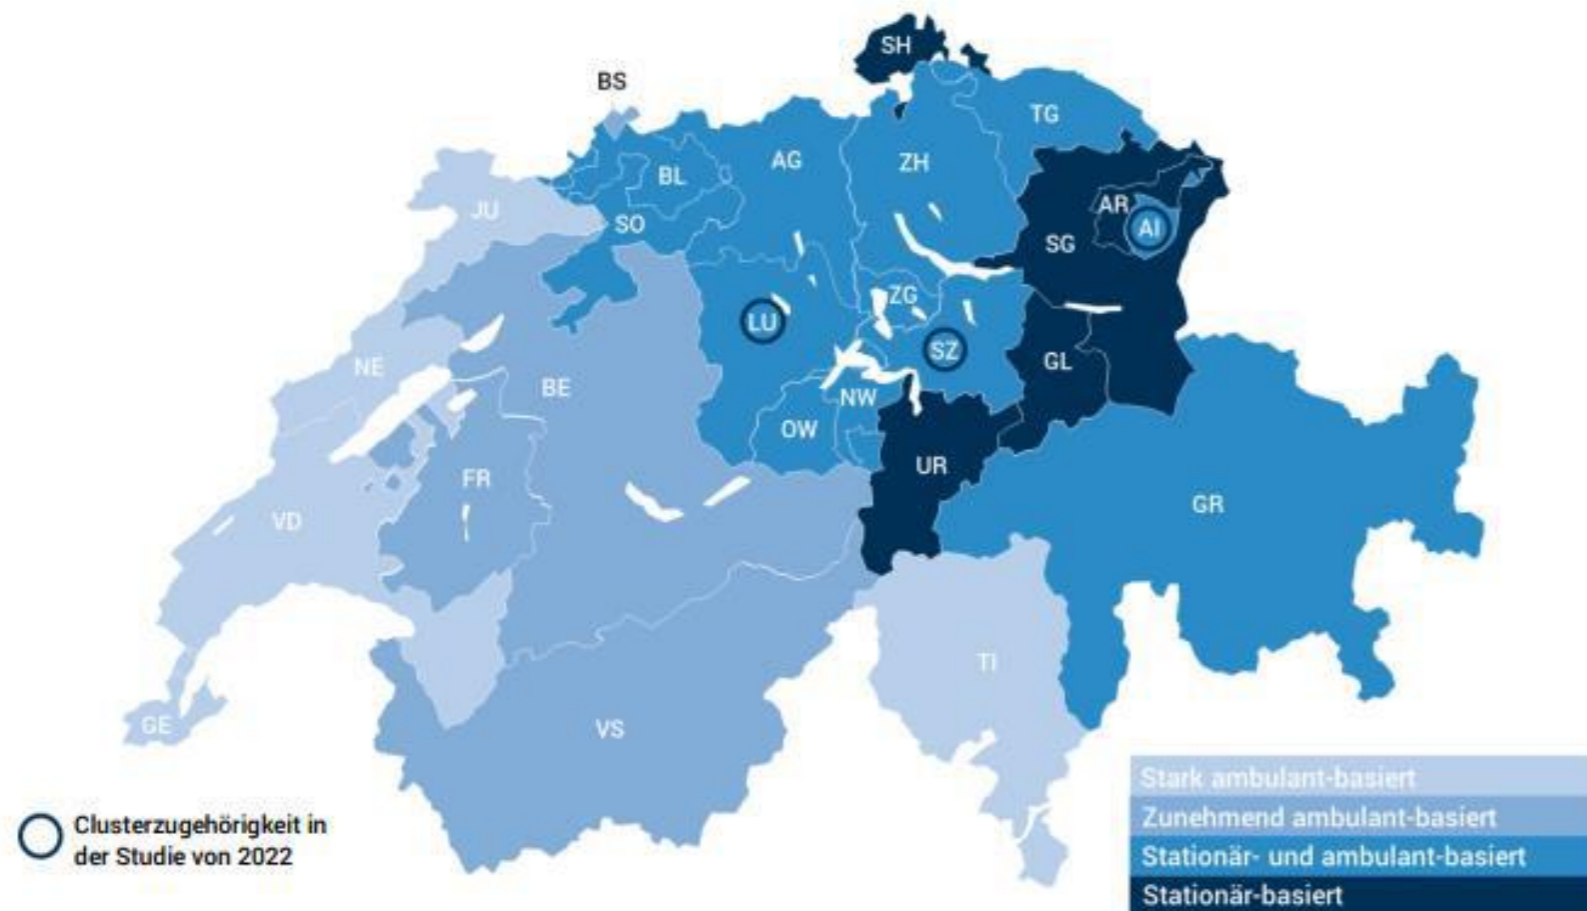 SH
BS
TG
AG
ZH
BL
JU
AR
SO
AI
SG
ZG
LU
SZ
NE
GL
BE
NW
OW
UR
FR
GR
VD
TI
GE
VS
Stark ambulant-basiert
Zunehmend ambulant-basiert
Stationär- und ambulant-basiert
Stationär-basiert
Clusterzugehörigkeit in
der Studie von 2022